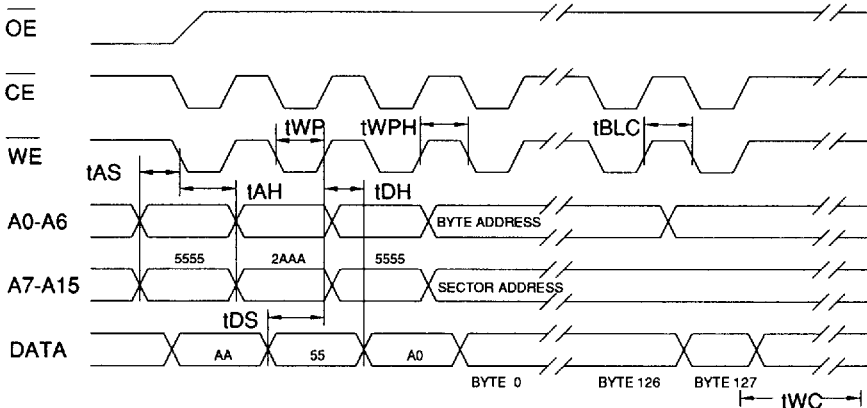 OE
CE
tWP tWPH tBLC
WE
tAS
tAH tDH
A0-A6 BYTE ADDRESS
5555 2AAA 5555
A7-A15 SECTOR ADDRESS
tDS
DATA AA 55 A0
BYTE 0 BYTE 126 BYTE 127
tWC